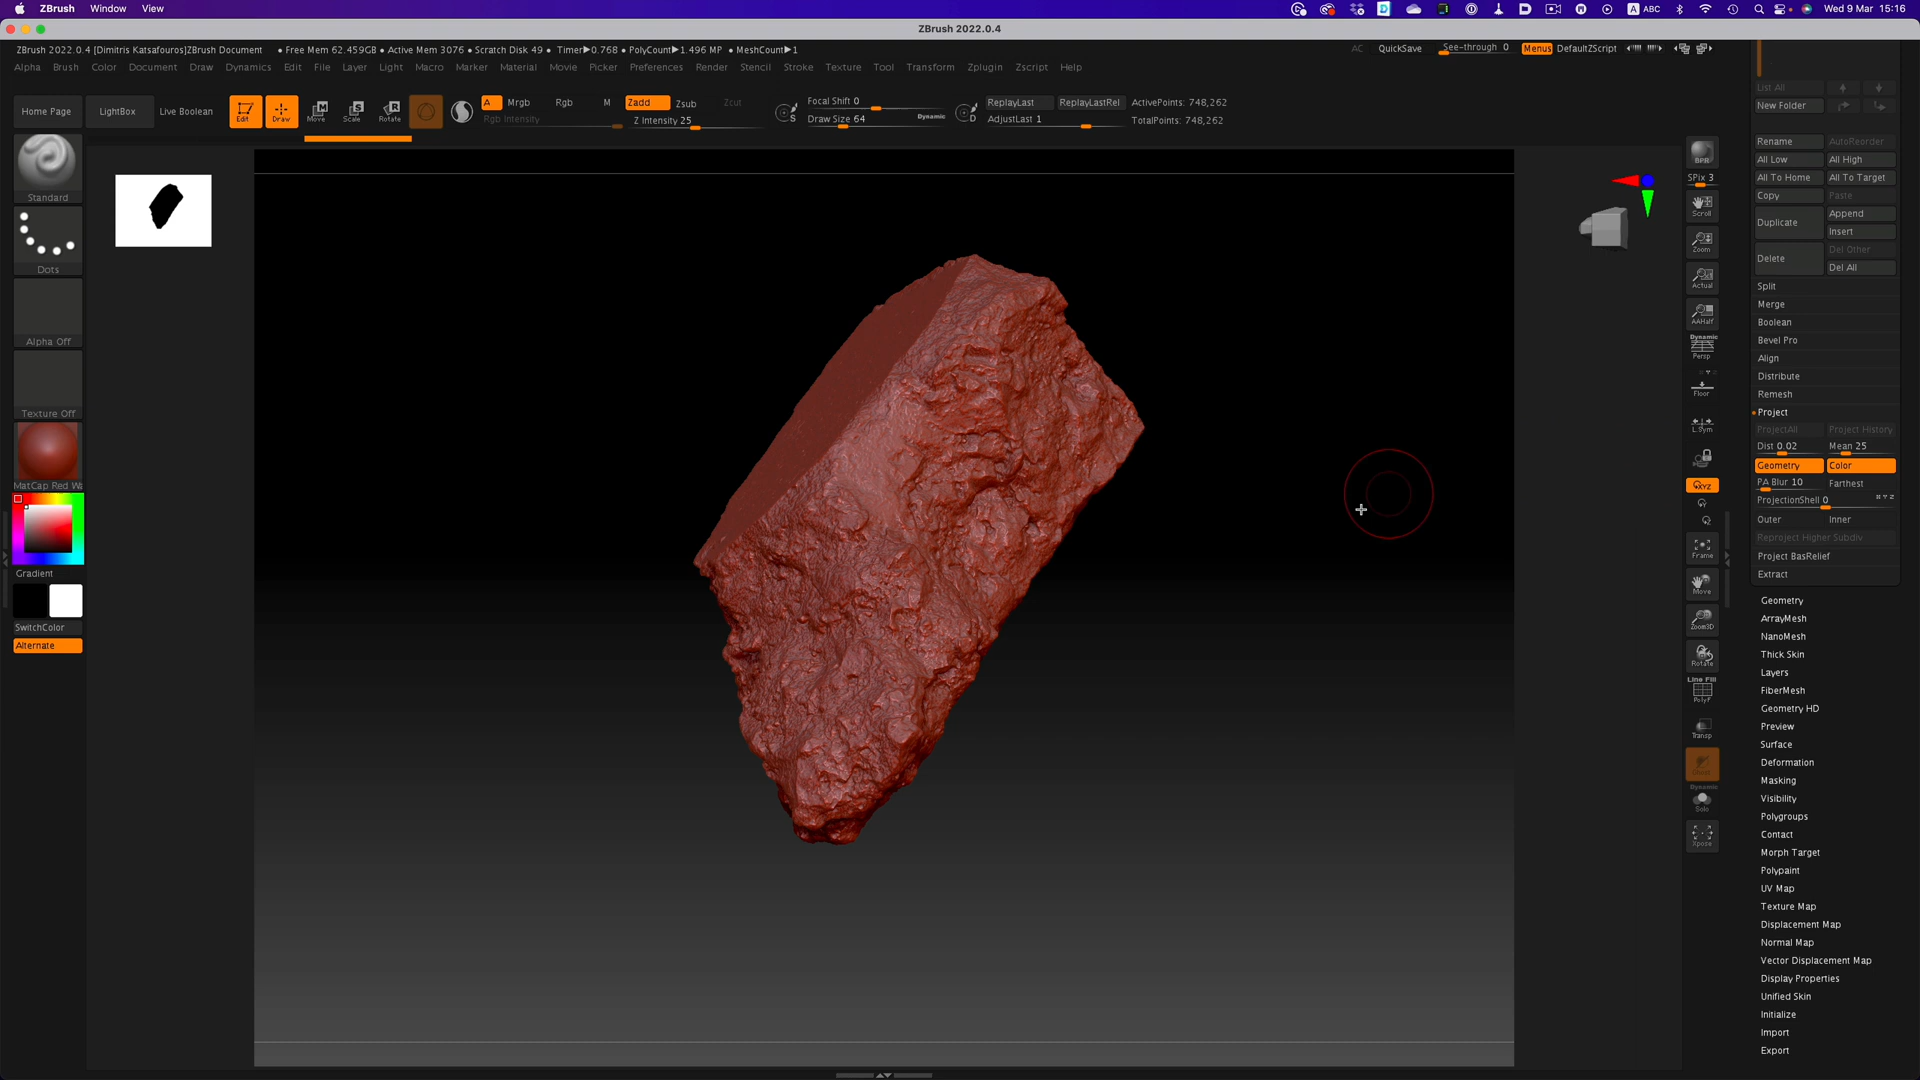 ZBrush Window View ABC Wed 9 Mar 15:16
ZBrush 2022.0.4
ZBrush 2022.0.4 [Dimitris Katsafouros]ZBrush Document • Free Mem 62.459GB • Active Mem 3076 • Scratch Disk 49 • Timer▶0.768 • PolyCount▶1.496 MP • MeshCount▶1 AC QuickSave See-through 0 Menus DefaultZScript
Alpha Brush Color Document Draw Dynamics Edit File Layer Light Macro Marker Material Movie Picker Preferences Render Stencil Stroke Texture Tool Transform Zplugin Zscript Help
Home Page LightBox Live Boolean Edit Draw Move Scale Rotate
A Mrgb Rgb M Zadd Zsub Zcut
Rgb Intensity Z Intensity 25
Focal Shift 0
Draw Size 64 Dynamic
ReplayLast ReplayLastRel ActivePoints: 748,262
AdjustLast 1 TotalPoints: 748,262
Standard
Dots
Alpha Off
Texture Off
MatCap Red Wa
Gradient
SwitchColor
Alternate
BPR
SPix 3
Scroll
Zoom
Actual
AAHalf
Dynamic
Persp
Floor
L.Sym
XYZ
Frame
Move
Zoom3D
Rotate
Line Fill
PolyF
Transp
Ghost
Dynamic
Solo
Xpose
List All
New Folder
Rename AutoReorder
All Low All High
All To Home All To Target
Copy Paste
Duplicate Append
Insert
Delete Del Other
Del All
Split
Merge
Boolean
Bevel Pro
Align
Distribute
Remesh
Project
ProjectAll Project History
Dist 0.02 Mean 25
Geometry Color
PA Blur 10 Farthest
ProjectionShell 0
Outer Inner
Reproject Higher Subdiv
Project BasRelief
Extract
Geometry
ArrayMesh
NanoMesh
Thick Skin
Layers
FiberMesh
Geometry HD
Preview
Surface
Deformation
Masking
Visibility
Polygroups
Contact
Morph Target
Polypaint
UV Map
Texture Map
Displacement Map
Normal Map
Vector Displacement Map
Display Properties
Unified Skin
Initialize
Import
Export